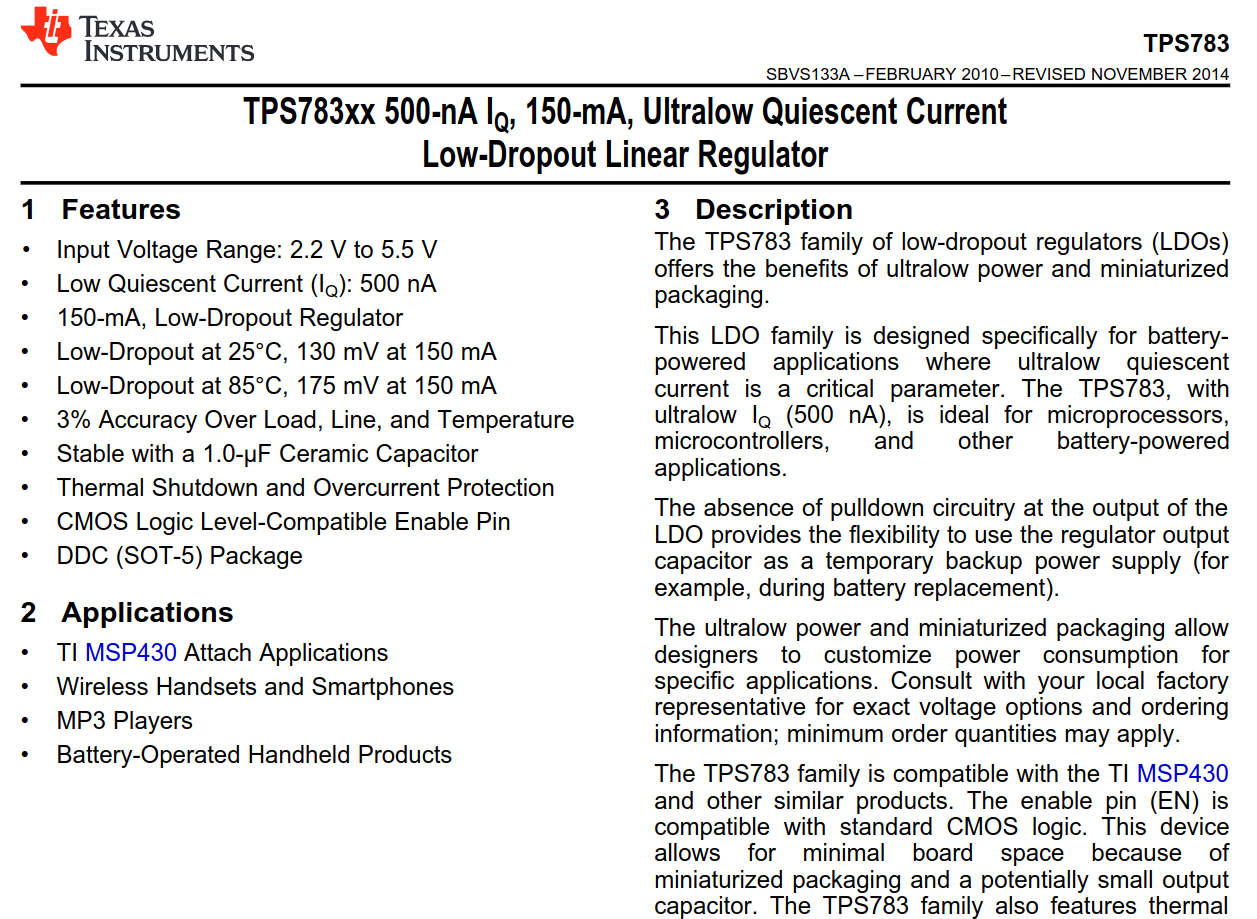 TEXAS
INSTRUMENTS
TPS783
SBVS133A – FEBRUARY 2010 – REVISED NOVEMBER 2014
TPS783xx 500-nA IQ, 150-mA, Ultralow Quiescent Current
Low-Dropout Linear Regulator
1 Features
• Input Voltage Range: 2.2 V to 5.5 V
• Low Quiescent Current (IQ): 500 nA
• 150-mA, Low-Dropout Regulator
• Low-Dropout at 25°C, 130 mV at 150 mA
• Low-Dropout at 85°C, 175 mV at 150 mA
• 3% Accuracy Over Load, Line, and Temperature
• Stable with a 1.0-µF Ceramic Capacitor
• Thermal Shutdown and Overcurrent Protection
• CMOS Logic Level-Compatible Enable Pin
• DDC (SOT-5) Package
2 Applications
• TI MSP430 Attach Applications
• Wireless Handsets and Smartphones
• MP3 Players
• Battery-Operated Handheld Products
3 Description
The TPS783 family of low-dropout regulators (LDOs)
offers the benefits of ultralow power and miniaturized
packaging.
This LDO family is designed specifically for battery-
powered applications where ultralow quiescent
current is a critical parameter. The TPS783, with
ultralow IQ (500 nA), is ideal for microprocessors,
microcontrollers, and other battery-powered
applications.
The absence of pulldown circuitry at the output of the
LDO provides the flexibility to use the regulator output
capacitor as a temporary backup power supply (for
example, during battery replacement).
The ultralow power and miniaturized packaging allow
designers to customize power consumption for
specific applications. Consult with your local factory
representative for exact voltage options and ordering
information; minimum order quantities may apply.
The TPS783 family is compatible with the TI MSP430
and other similar products. The enable pin (EN) is
compatible with standard CMOS logic. This device
allows for minimal board space because of
miniaturized packaging and a potentially small output
capacitor. The TPS783 family also features thermal